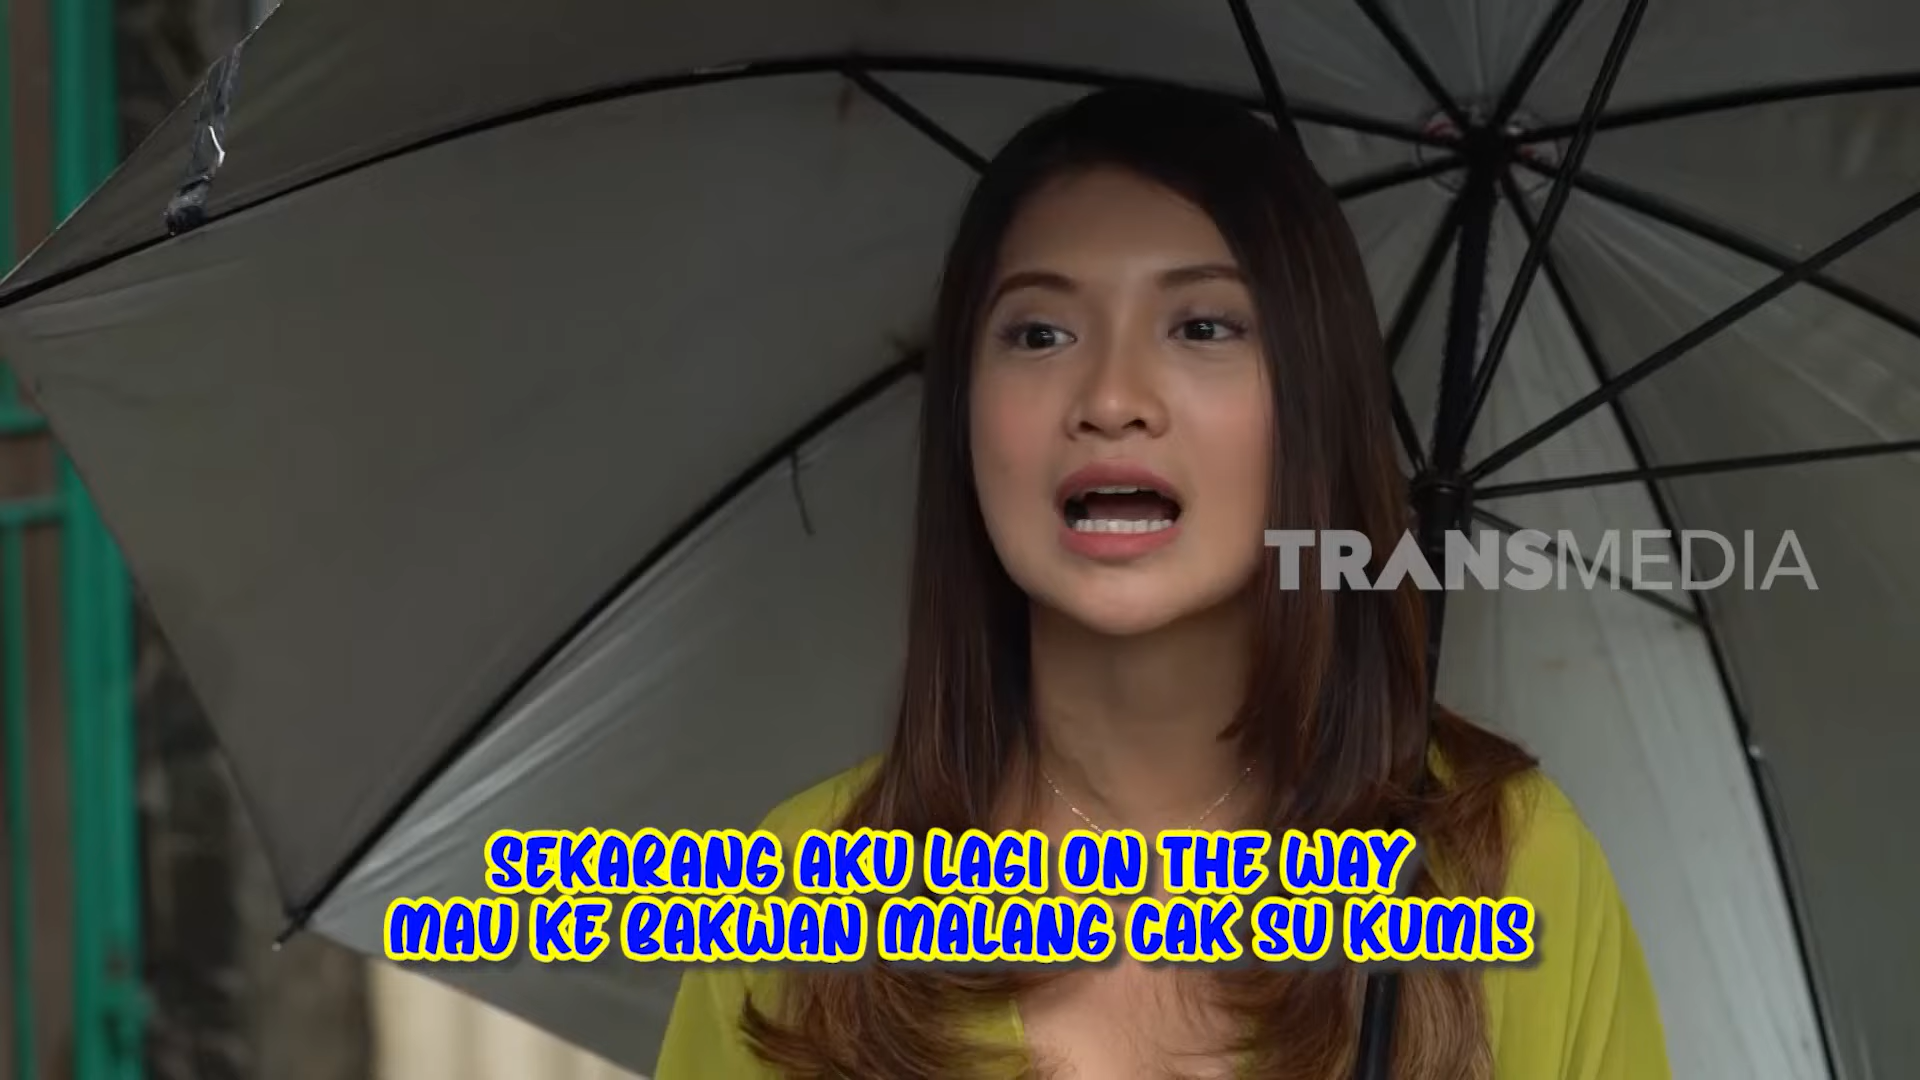 TRANSMEDIA
SEKARANG AKU LAGI ON THE WAY
MAU KE BAKWAN MALANG CAK SU KUMIS